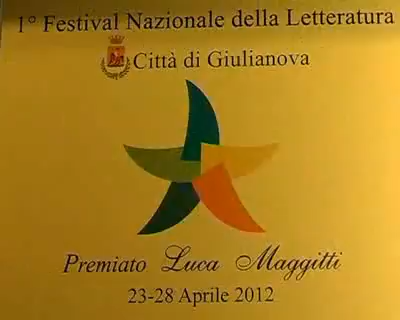 1° Festival Nazionale della Letteratura
Città di Giulianova
Premiato Luca Maggitti
23-28 Aprile 2012